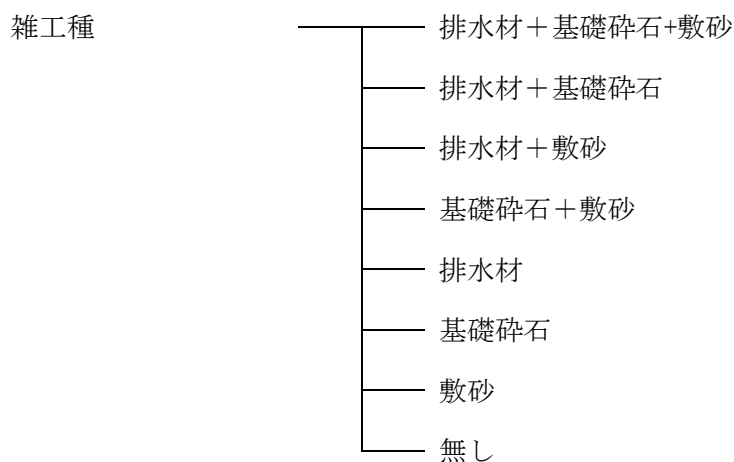 雑工種
排水材＋基礎砕石+敷砂
排水材＋基礎砕石
排水材＋敷砂
基礎砕石＋敷砂
排水材
基礎砕石
敷砂
無し